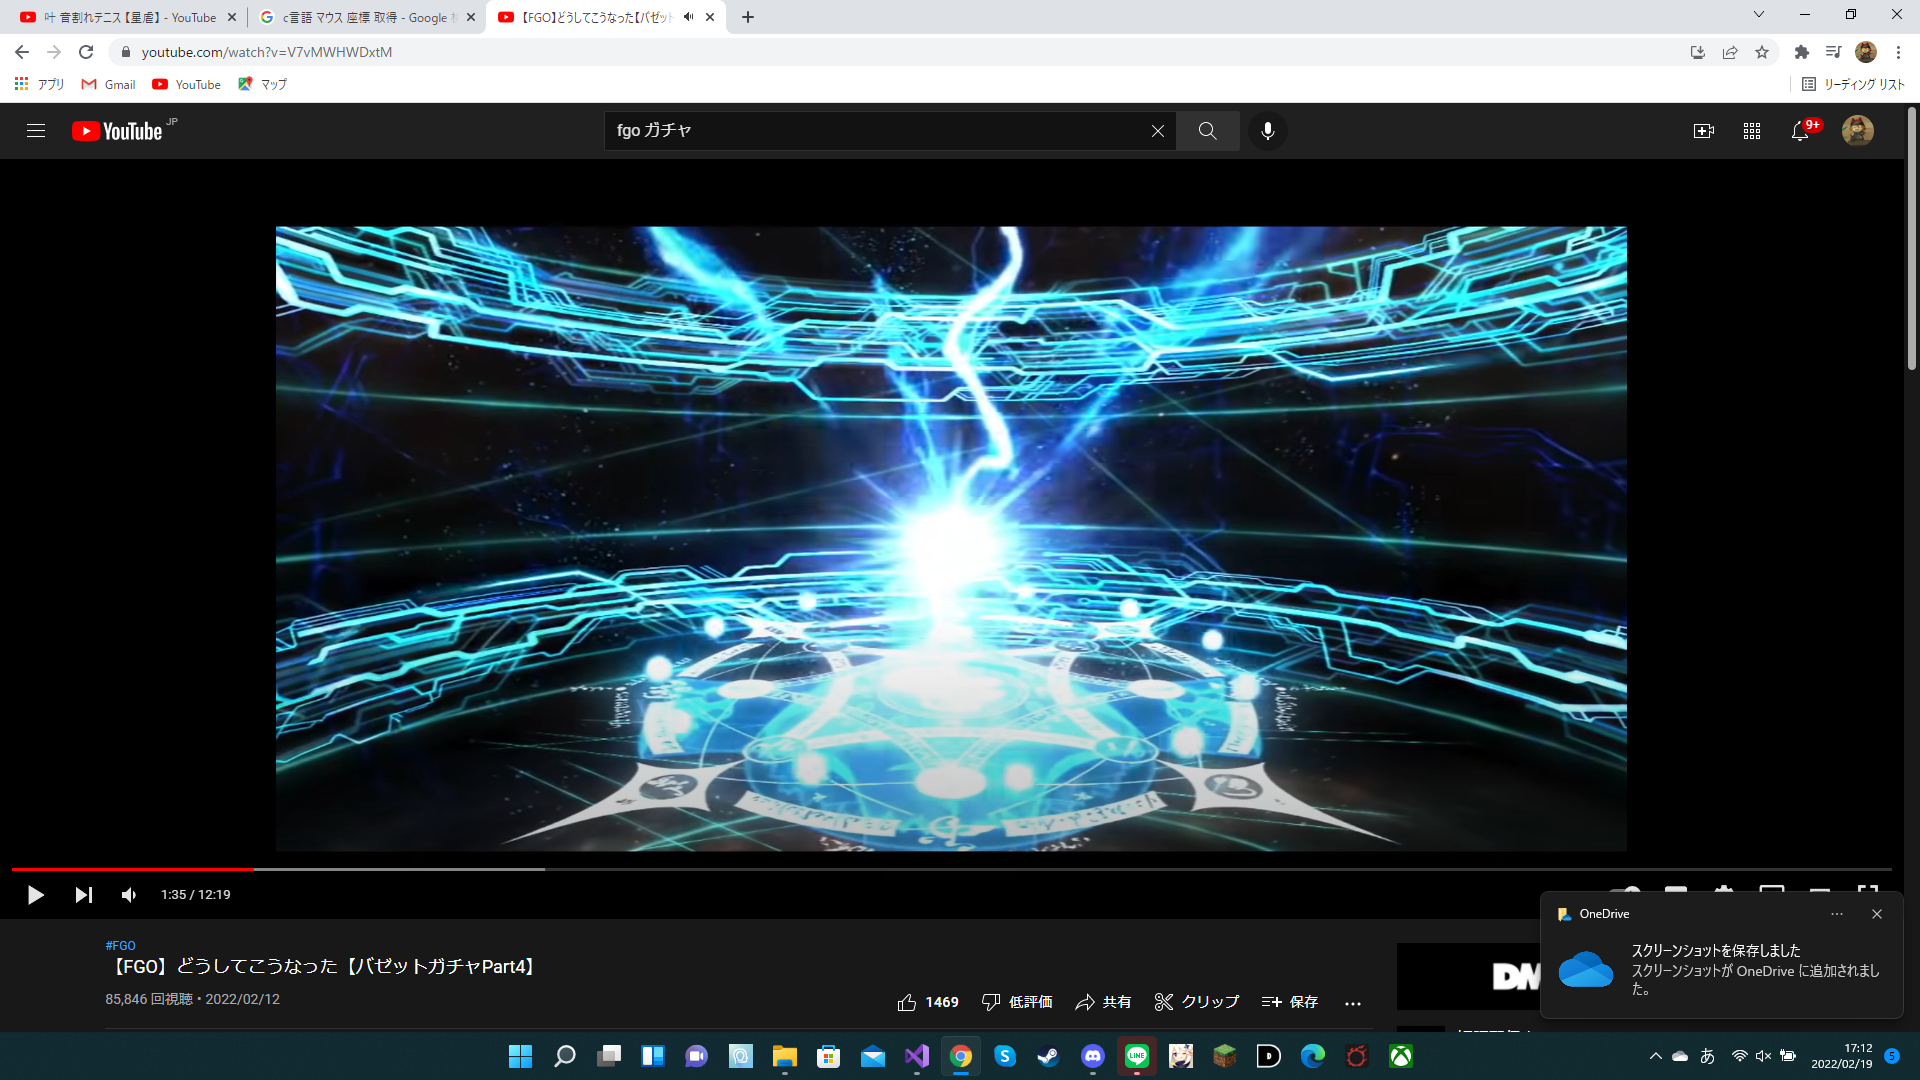 叶 音割れテニス【星虐】 - YouTube
c言語 マウス 座標 取得 - Google
【FGO】どうしてこうなった【バゼット
youtube.com/watch?v=V7vMWHWDxtM
アプリ
Gmail
YouTube
マップ
リーディング リスト
YouTube JP
fgo ガチャ
9+
1:35 / 12:19
#FGO
【FGO】どうしてこうなった【バゼットガチャPart4】
85,846 回視聴・2022/02/12
1469
低評価
共有
クリップ
保存
DM
OneDrive
スクリーンショットを保存しました
スクリーンショットが OneDrive に追加されまし
た。
LINE
あ
17:12
2022/02/19
5